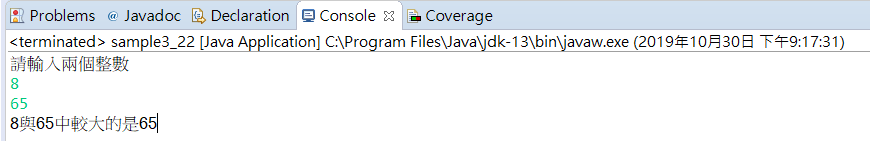 Problems @ Javadoc Declaration Console Coverage
<terminated> sample3_22 [Java Application] C:\Program Files\Java\jdk-13\bin\javaw.exe (2019年10月30日 下午9:17:31)
請輸入兩個整數
8
65
8與65中較大的是65